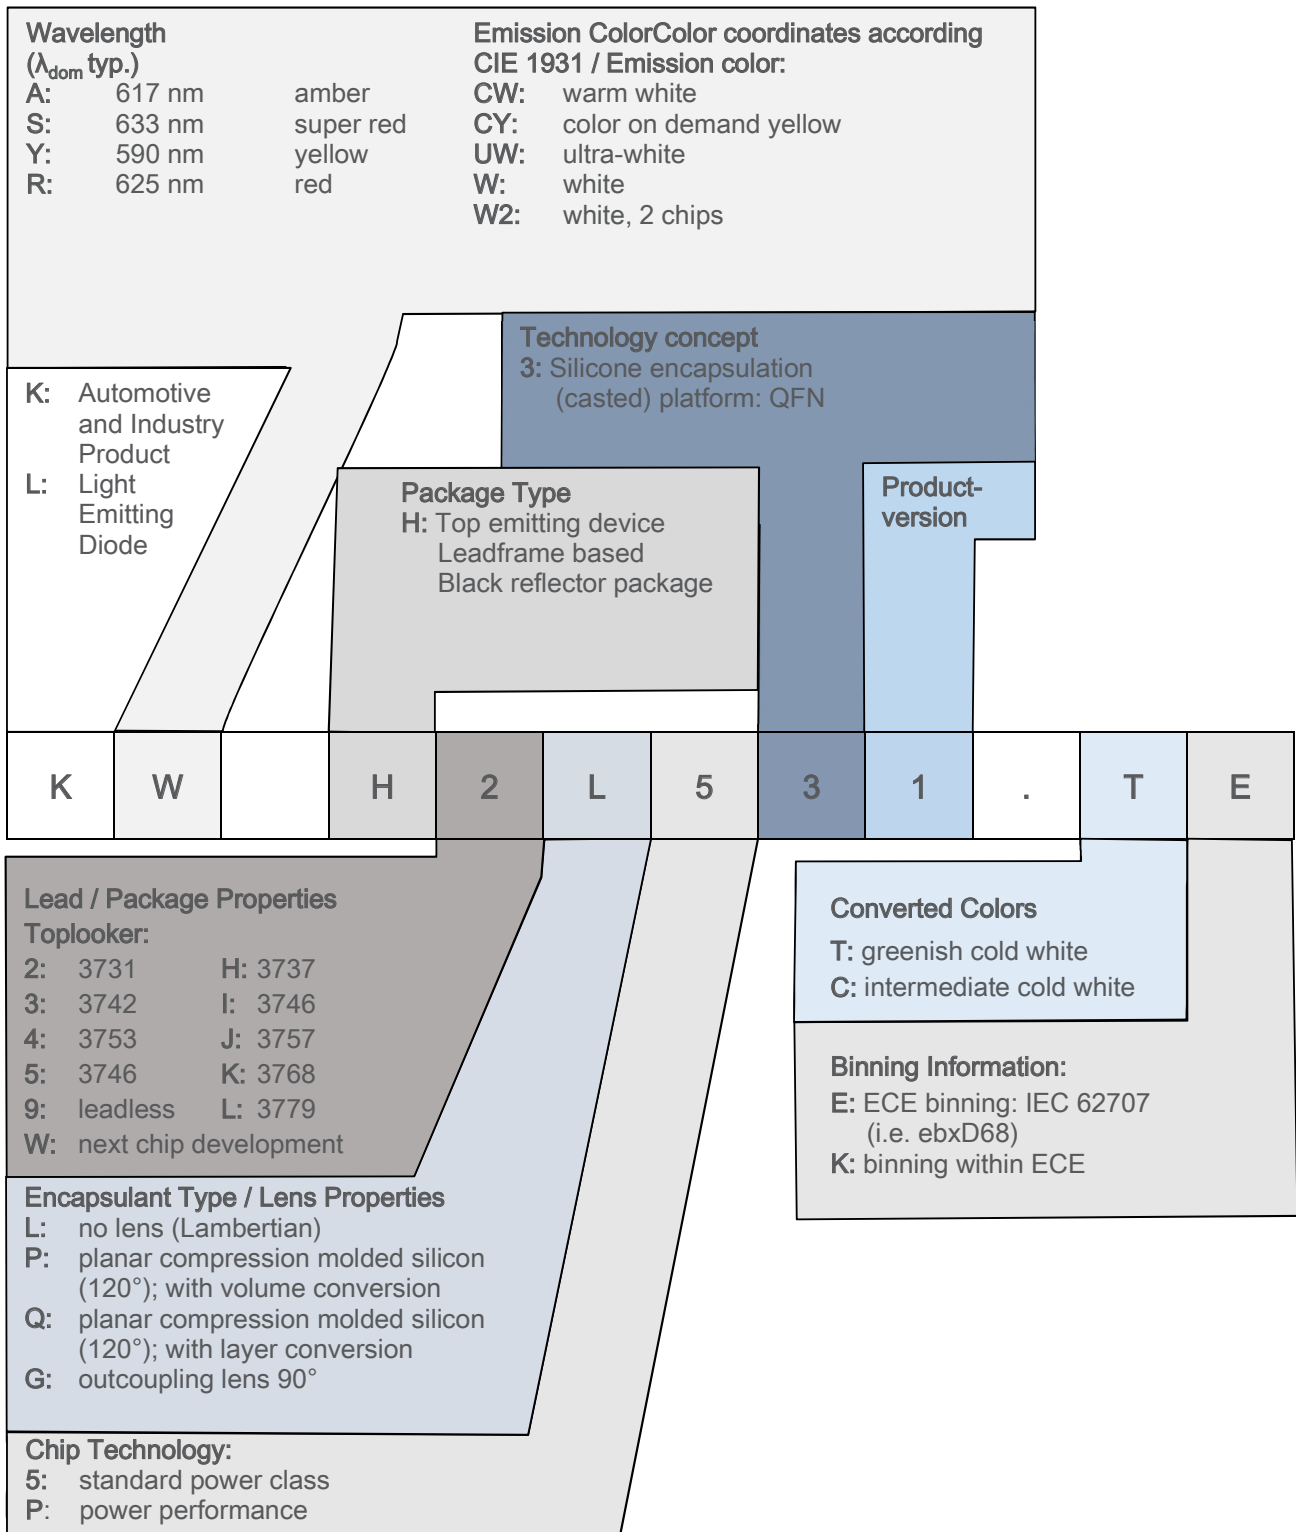 Wavelength
(λdom typ.)
A: 617 nm amber
S: 633 nm super red
Y: 590 nm yellow
R: 625 nm red
Emission ColorColor coordinates according
CIE 1931 / Emission color:
CW: warm white
CY: color on demand yellow
UW: ultra-white
W: white
W2: white, 2 chips
Technology concept
3: Silicone encapsulation
(casted) platform: QFN
K: Automotive
and Industry
Product
L: Light
Emitting
Diode
Package Type
H: Top emitting device
Leadframe based
Black reflector package
Product-
version
K W H 2 L 5 3 1 . T E
Lead / Package Properties
Toplooker:
2: 3731 H: 3737
3: 3742 I: 3746
4: 3753 J: 3757
5: 3746 K: 3768
9: leadless L: 3779
W: next chip development
Converted Colors
T: greenish cold white
C: intermediate cold white
Binning Information:
E: ECE binning: IEC 62707
(i.e. ebxD68)
K: binning within ECE
Encapsulant Type / Lens Properties
L: no lens (Lambertian)
P: planar compression molded silicon
(120°); with volume conversion
Q: planar compression molded silicon
(120°); with layer conversion
G: outcoupling lens 90°
Chip Technology:
5: standard power class
P: power performance